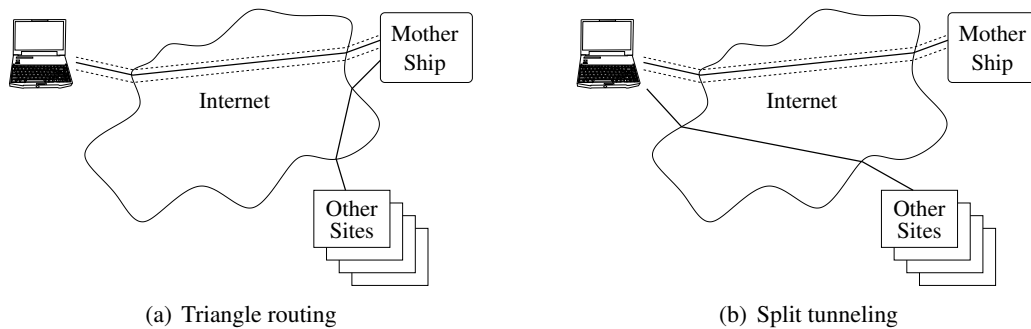 Mother
Ship
Internet
Other
Sites
(a) Triangle routing
Mother
Ship
Internet
Other
Sites
(b) Split tunneling